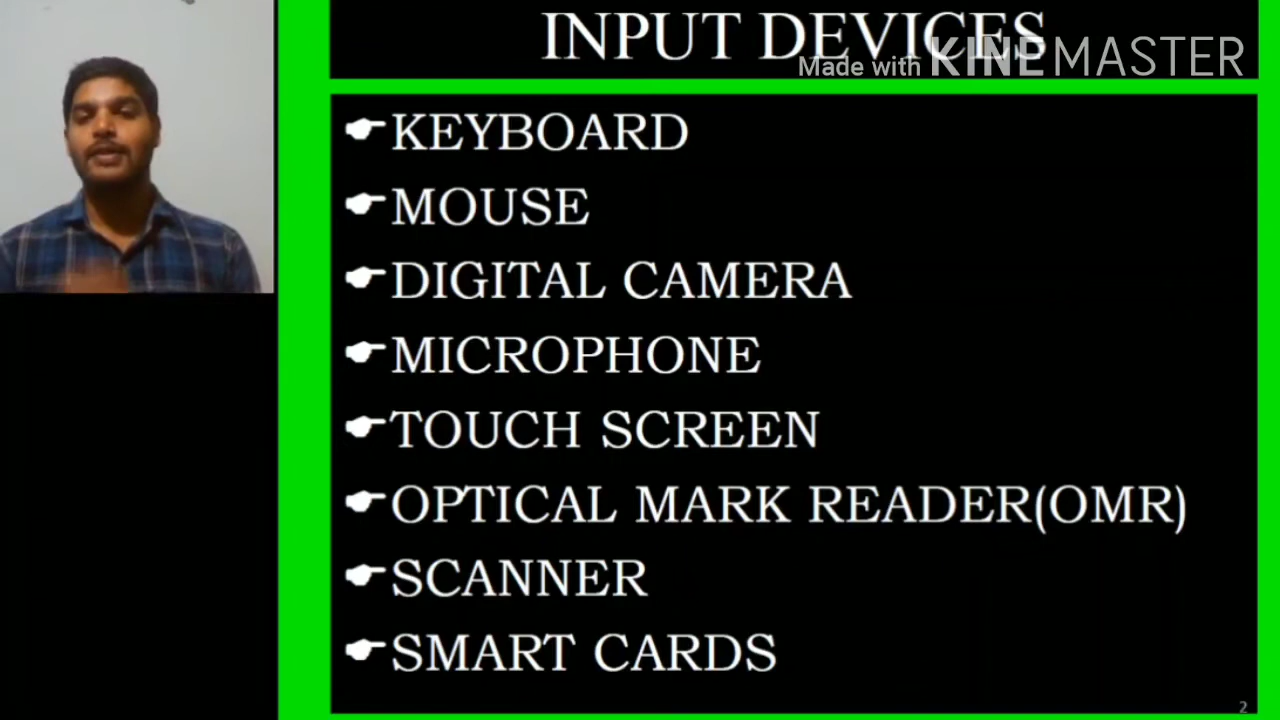 INPUT DEVICES
Made with KINEMASTER
KEYBOARD
MOUSE
DIGITAL CAMERA
MICROPHONE
TOUCH SCREEN
OPTICAL MARK READER(OMR)
SCANNER
SMART CARDS
2